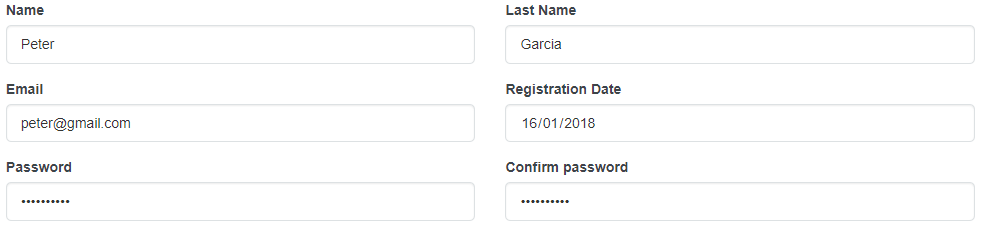 Name Last Name
Peter Garcia
Email Registration Date
peter@gmail.com 16/01/2018
Password Confirm password
•••••••••• ••••••••••